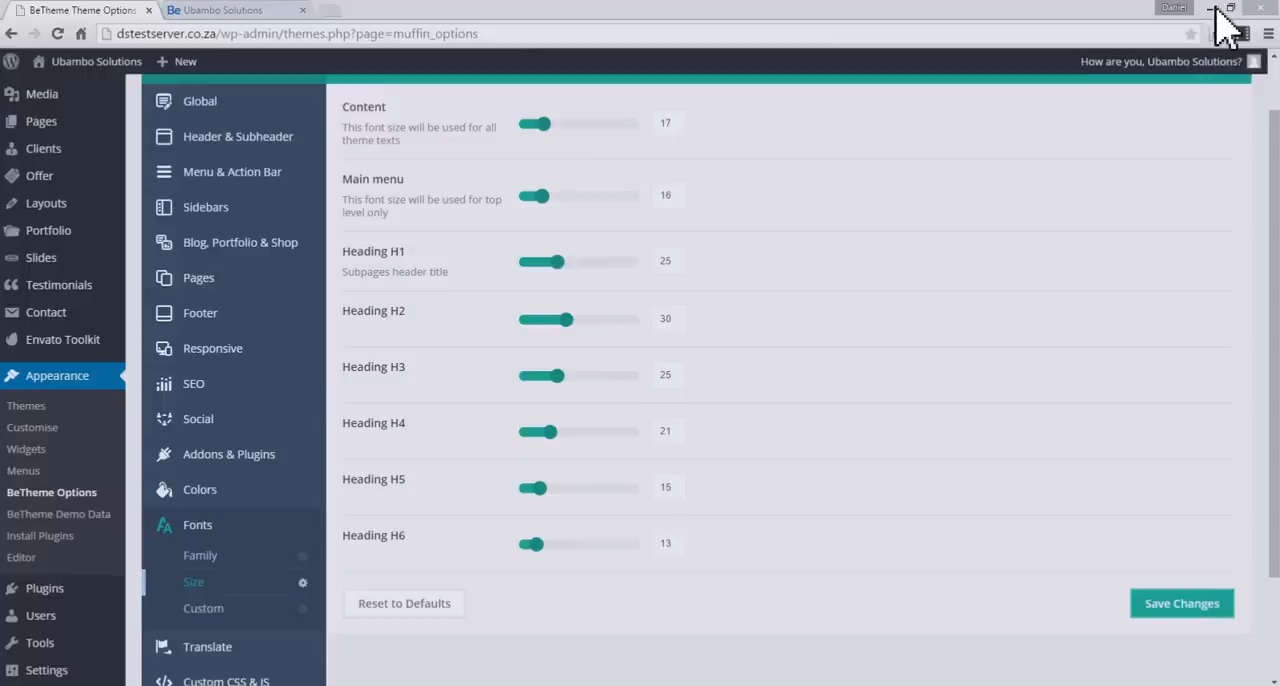 BeTheme Theme Options
Ubambo Solutions
Daniel
dstestserver.co.za/wp-admin/themes.php?page=muffin_options
Ubambo Solutions
New
How are you, Ubambo Solutions?
Media
Pages
Clients
Offer
Layouts
Portfolio
Slides
Testimonials
Contact
Envato Toolkit
Appearance
Themes
Customise
Widgets
Menus
BeTheme Options
BeTheme Demo Data
Install Plugins
Editor
Plugins
Users
Tools
Settings
Global
Header & Subheader
Menu & Action Bar
Sidebars
Blog, Portfolio & Shop
Pages
Footer
Responsive
SEO
Social
Addons & Plugins
Colors
Fonts
Family
Size
Custom
Translate
Custom CSS & JS
Content
This font size will be used for all
theme texts
17
Main menu
This font size will be used for top
level only
16
Heading H1
Subpages header title
25
Heading H2
30
Heading H3
25
Heading H4
21
Heading H5
15
Heading H6
13
Reset to Defaults
Save Changes